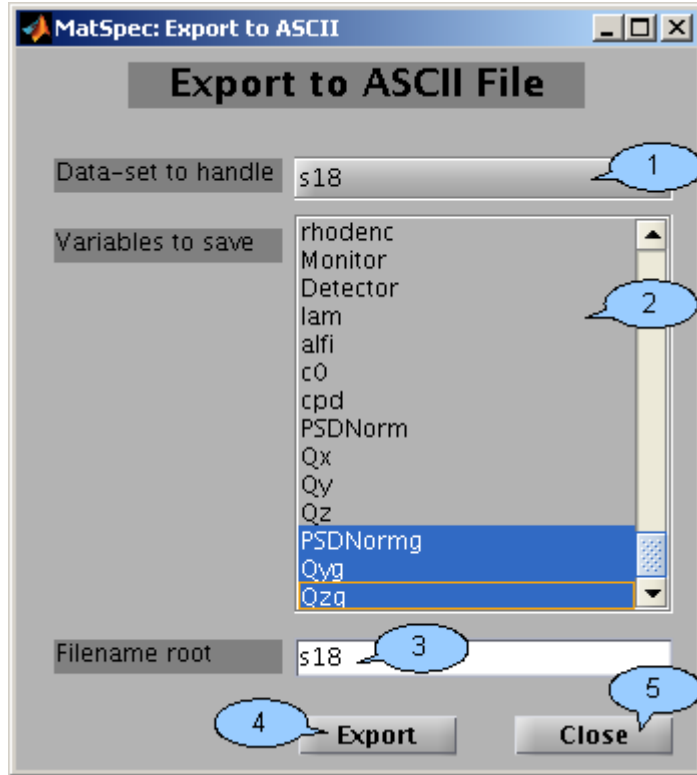 MatSpec: Export to ASCII
Export to ASCII File
Data-set to handle
s18
1
Variables to save
rhodenc
Monitor
Detector
lam
alfi
c0
cpd
PSDNorm
Qx
Qy
Qz
PSDNormg
Qyg
Qzg
2
Filename root
s18
3
4
Export
5
Close